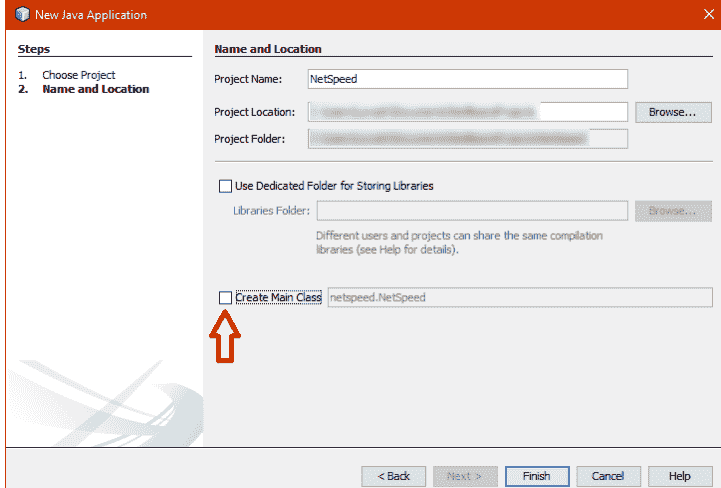 New Java Application
Steps
1. Choose Project
2. Name and Location
Name and Location
Project Name: NetSpeed
Project Location: Browse...
Project Folder:
Use Dedicated Folder for Storing Libraries
Libraries Folder: Browse...
Different users and projects can share the same compilation
libraries (see Help for details).
Create Main Class netspeed.NetSpeed
< Back Next > Finish Cancel Help